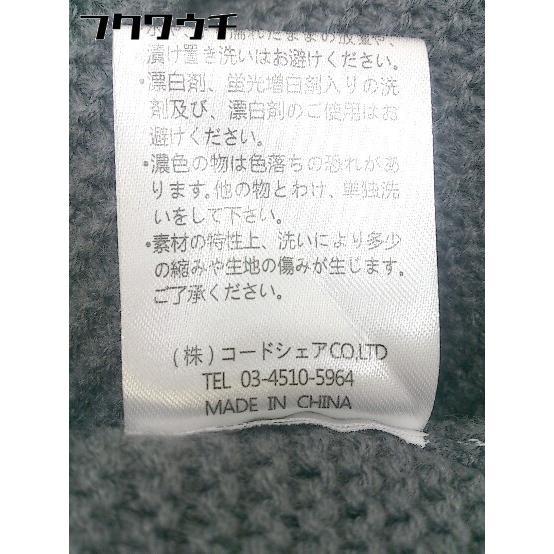 フクワウチ
漬け置き洗いはお避けください。
•漂白剤、蛍光増白剤入りの洗
剤及び、漂白剤のご使用はお
避けください。
•濃色の物は色落ちの恐れがあ
ります。他の物とわけ、単独洗
いをして下さい。
•素材の特性上、洗いにより多少
の縮みや生地の傷みが生じます。
ご了承ください。
(株)コードシェアCO,LTD
TEL 03-4510-5964
MADE IN CHINA